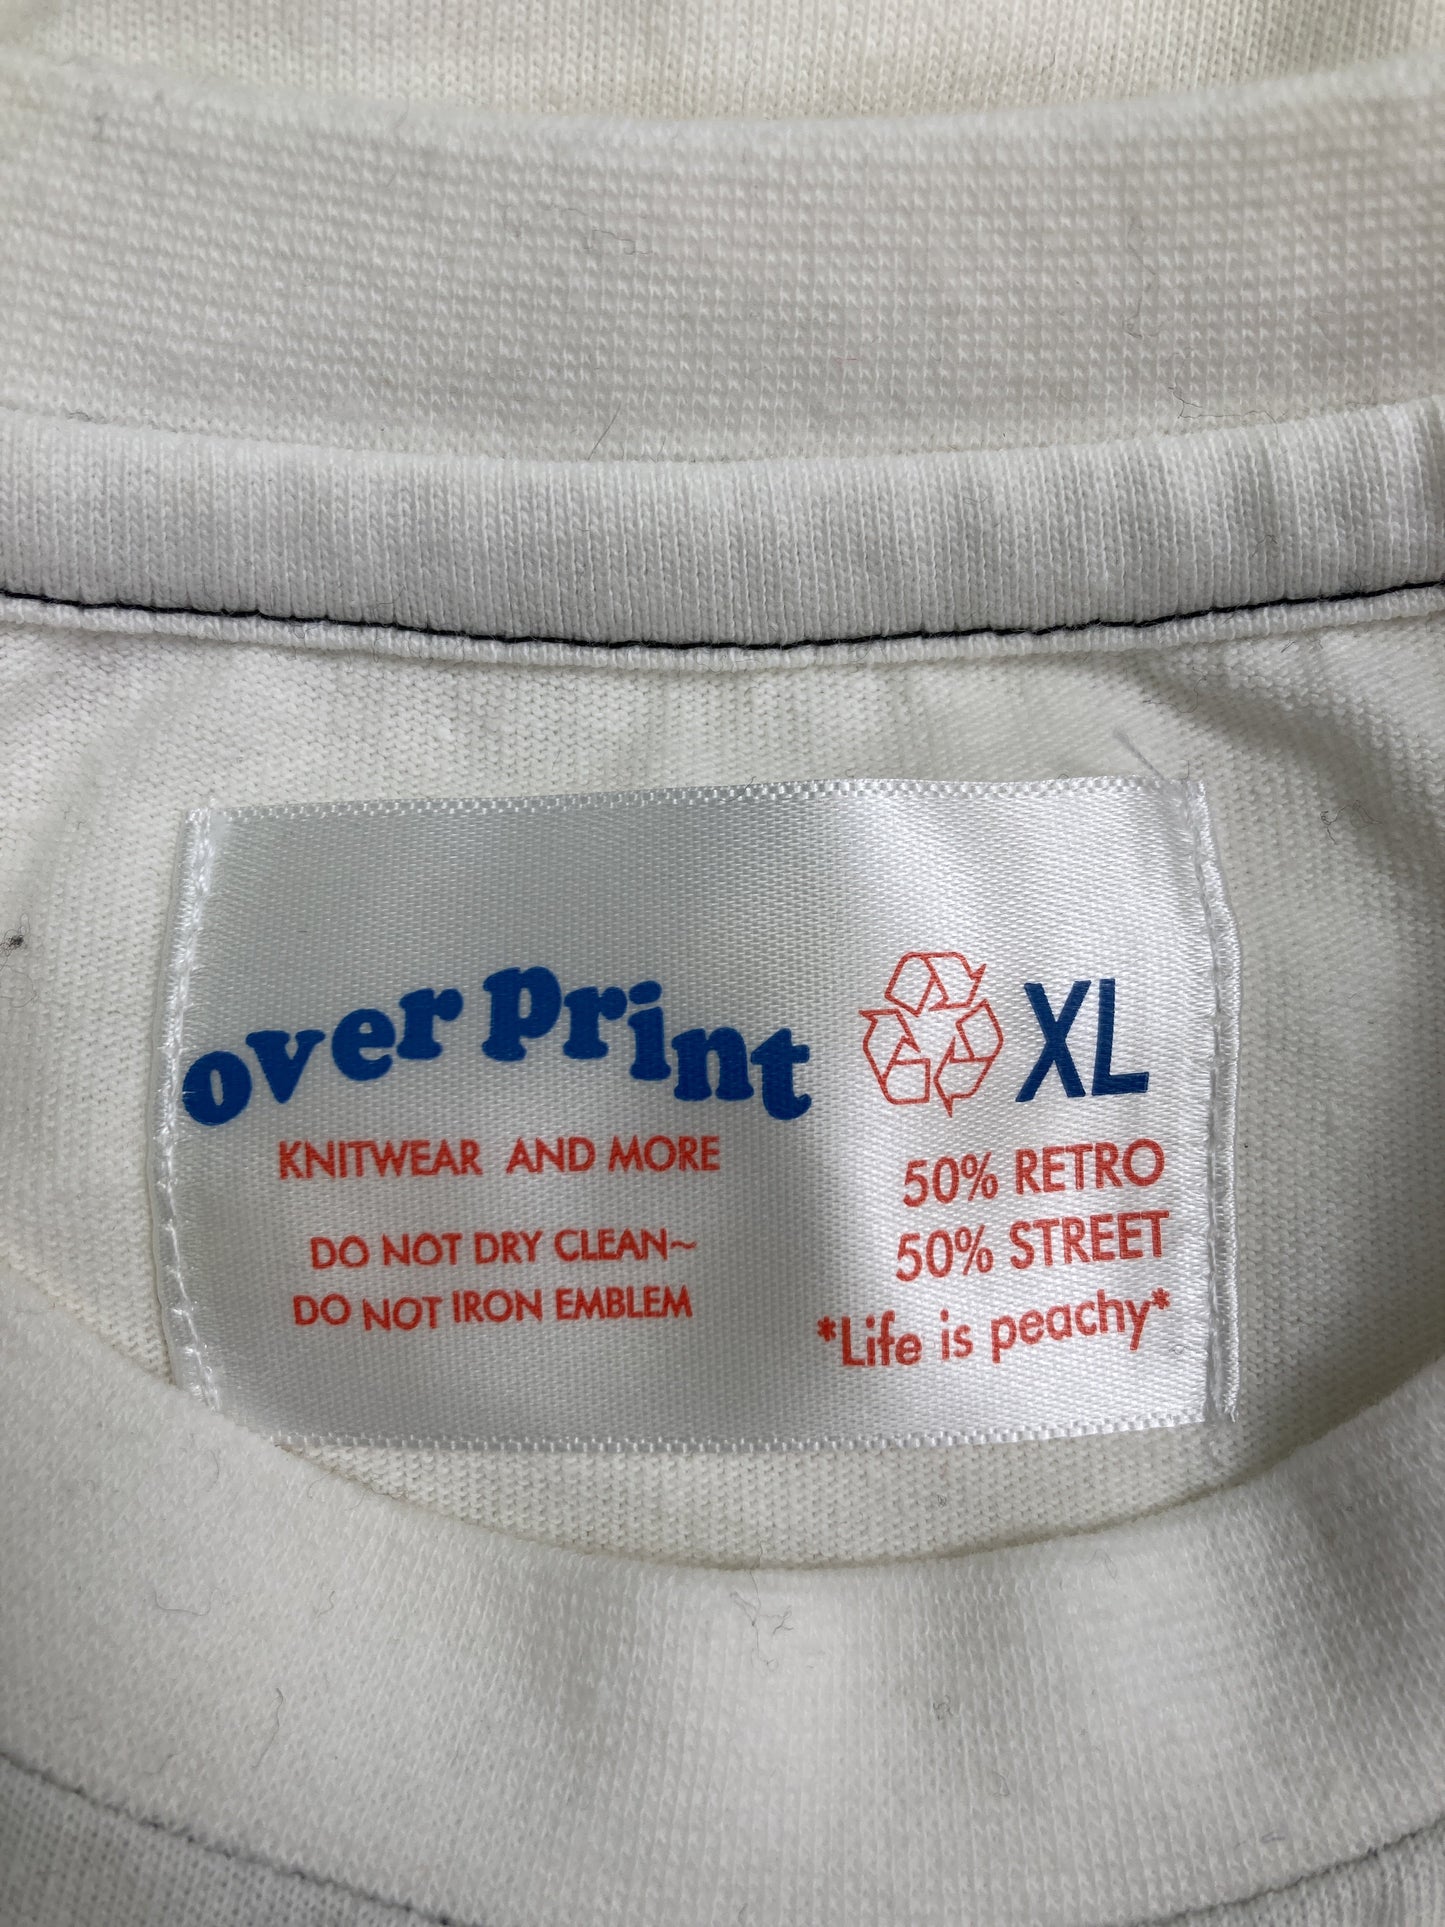 over print
KNITWEAR AND MORE
DO NOT DRY CLEAN~
DO NOT IRON EMBLEM
XL
50% RETRO
50% STREET
*Life is peachy*